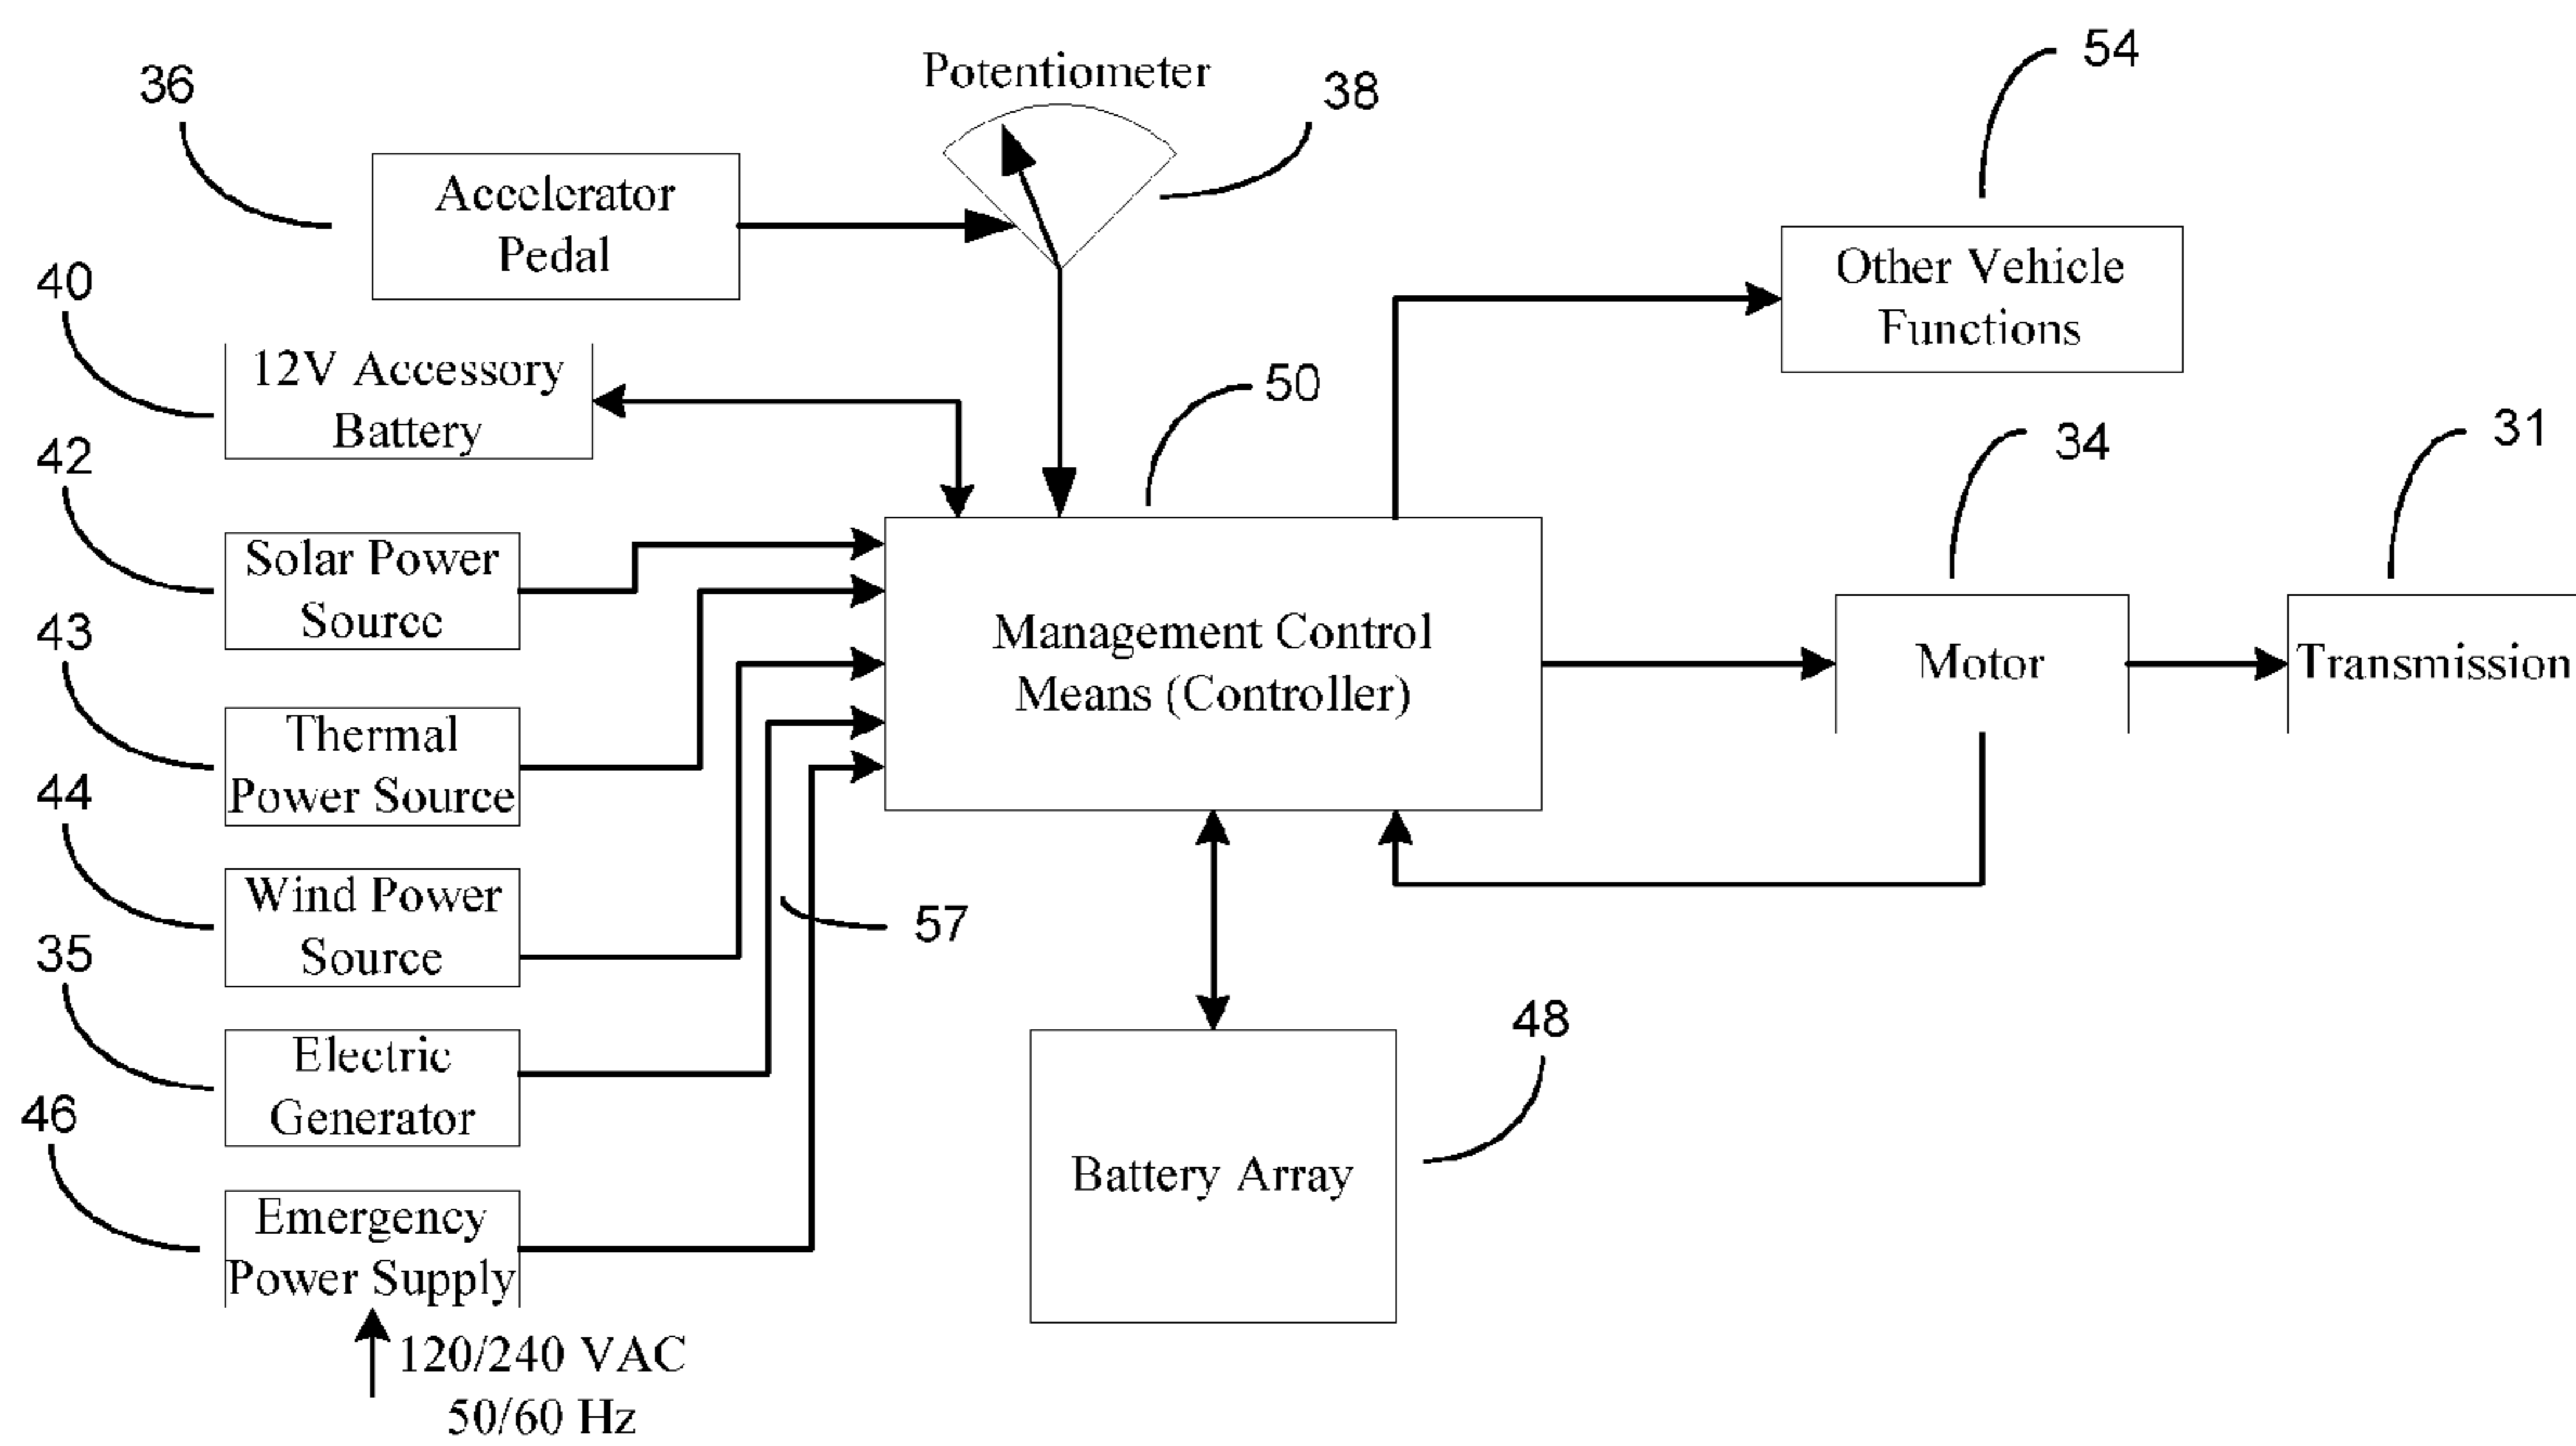 36
Potentiometer
38
54
Accelerator
Pedal
40
12V Accessory
Battery
50
Other Vehicle
Functions
42
Solar Power
Source
34
31
43
Thermal
Power Source
Management Control
Means (Controller)
Motor
Transmission
44
Wind Power
Source
57
35
Electric
Generator
48
46
Emergency
Power Supply
Battery Array
120/240 VAC
50/60 Hz